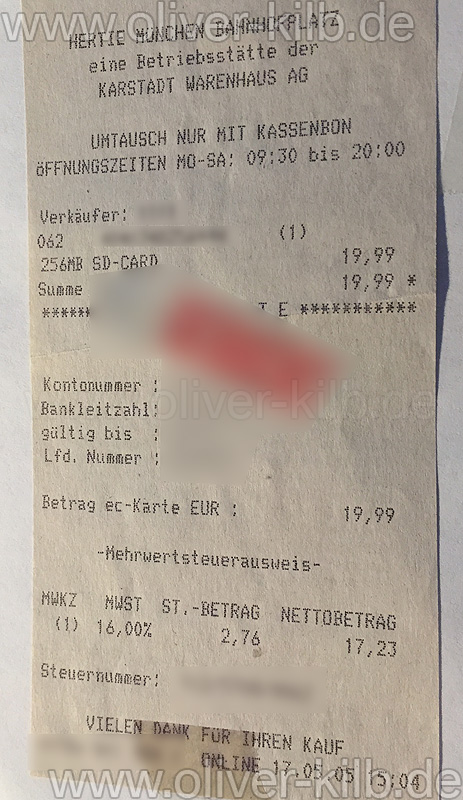 www.oliver-kilb.de
HERTIE MÜNCHEN BAHNHOFPLATZ
eine Betriebsstätte der
KARSTADT WARENHAUS AG
UMTAUSCH NUR MIT KASSENBON
ÖFFNUNGSZEITEN MO-SA: 09:30 bis 20:00
Verkäufer:
062 (1)
256MB SD-CARD 19,99
Summe 19,99 *
***** T E ***********
Kontonummer :
www.oliver-kilb.de
Bankleitzahl:
gültig bis :
Lfd. Nummer :
Betrag ec-Karte EUR : 19,99
-Mehrwertsteuerausweis-
MWKZ MWST ST.-BETRAG NETTOBETRAG
(1) 16,00% 2,76 17,23
Steuernummer:
VIELEN DANK FÜR IHREN KAUF
ONLINE 17.05.05 15:04
www.oliver-kilb.de